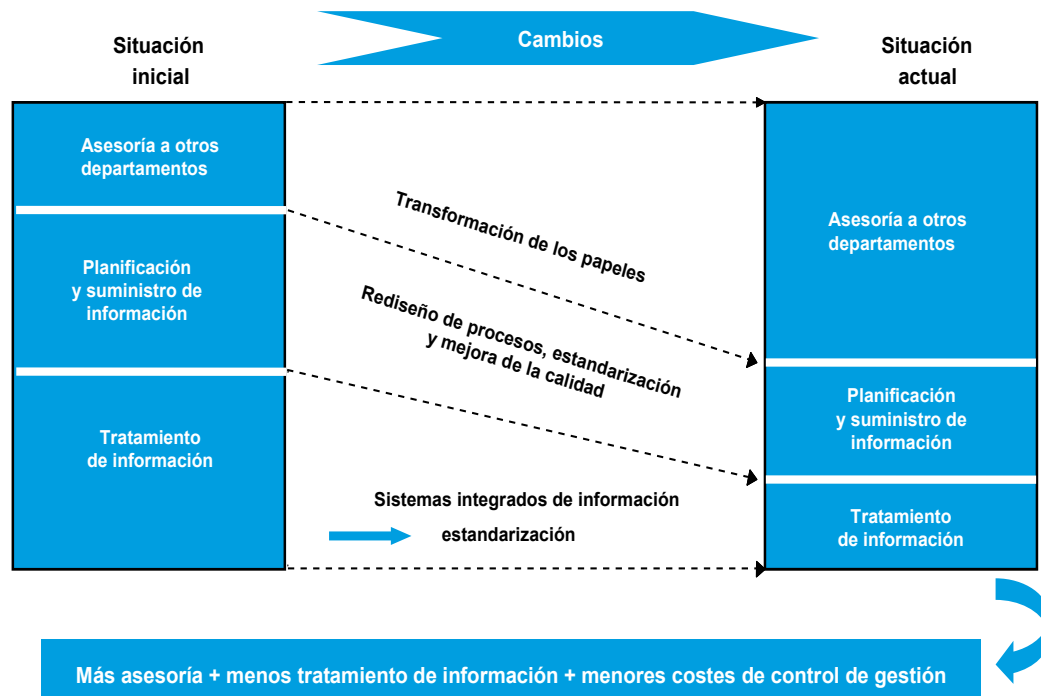 Situación
inicial
Cambios
Situación
actual
Asesoría a otros
departamentos
Planificación
y suministro de
información
Tratamiento
de información
Transformación de los papeles
Rediseño de procesos, estandarización
y mejora de la calidad
Sistemas integrados de información
estandarización
Asesoría a otros
departamentos
Planificación
y suministro de
información
Tratamiento
de información
Más asesoría + menos tratamiento de información + menores costes de control de gestión